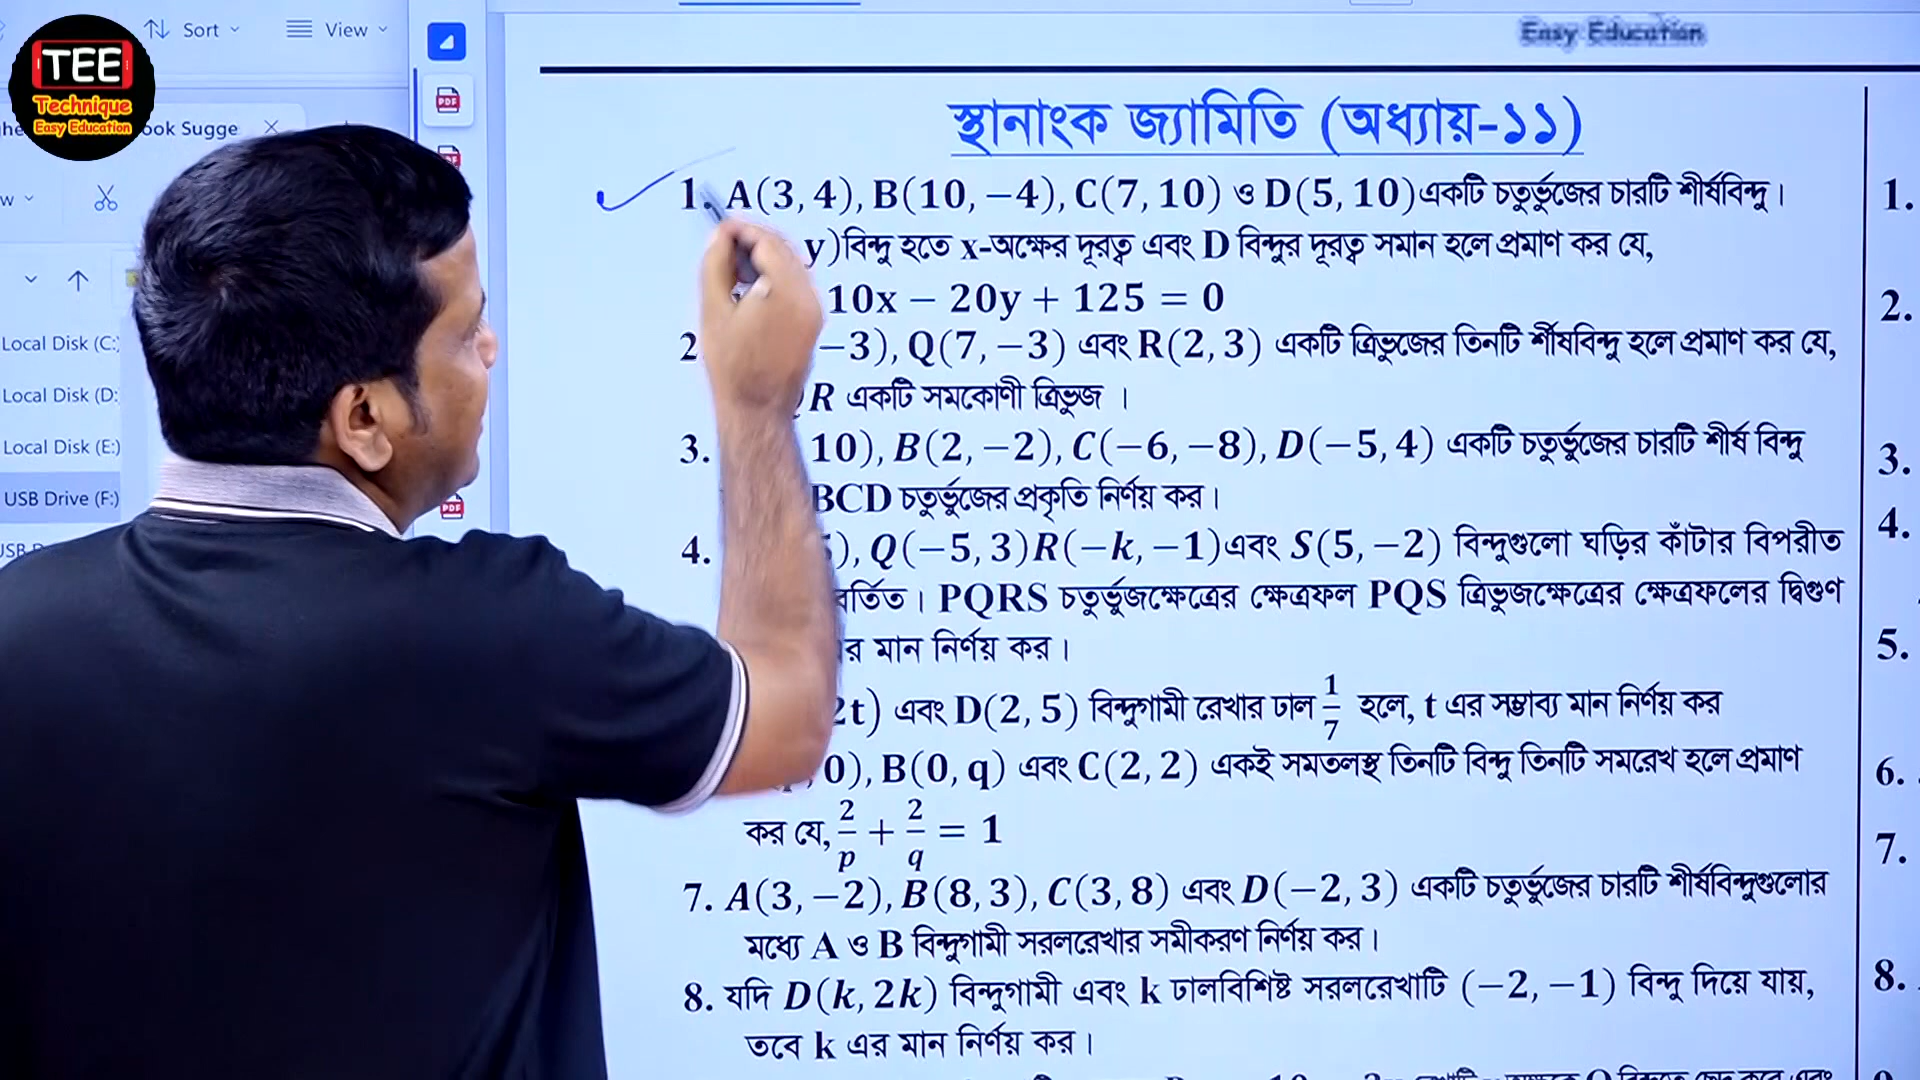 TEE
Technique
Easy Education
Sort
View
Easy Education
ook Sugge
স্থানাংক জ্যামিতি (অধ্যায়-১১)
1. A(3, 4), B(10, −4), C(7, 10) ও D(5, 10)একটি চতুর্ভুজের চারটি শীর্ষবিন্দু।
y)বিন্দু হতে x-অক্ষের দূরত্ব এবং D বিন্দুর দূরত্ব সমান হলে প্রমাণ কর যে,
10x − 20y + 125 = 0
2. −3), Q(7, −3) এবং R(2, 3) একটি ত্রিভুজের তিনটি র্শীষবিন্দু হলে প্রমাণ কর যে,
R একটি সমকোণী ত্রিভুজ ।
3. 10), B(2, −2), C(−6, −8), D(−5, 4) একটি চতুর্ভুজের চারটি শীর্ষ বিন্দু
BCD চতুর্ভুজের প্রকৃতি নির্ণয় কর।
4. ), Q(−5, 3)R(−k, −1)এবং S(5, −2) বিন্দুগুলো ঘড়ির কাঁটার বিপরীত
বর্তিত। PQRS চতুর্ভুজক্ষেত্রের ক্ষেত্রফল PQS ত্রিভুজক্ষেত্রের ক্ষেত্রফলের দ্বিগুণ
র মান নির্ণয় কর।
2t) এবং D(2, 5) বিন্দুগামী রেখার ঢাল 1/7 হলে, t এর সম্ভাব্য মান নির্ণয় কর
, 0), B(0, q) এবং C(2, 2) একই সমতলস্থ তিনটি বিন্দু তিনটি সমরেখ হলে প্রমাণ
কর যে, 2/p + 2/q = 1
7. A(3, −2), B(8, 3), C(3, 8) এবং D(−2, 3) একটি চতুর্ভুজের চারটি শীর্ষবিন্দুগুলোর
মধ্যে A ও B বিন্দুগামী সরলরেখার সমীকরণ নির্ণয় কর।
8. যদি D(k, 2k) বিন্দুগামী এবং k ঢালবিশিষ্ট সরলরেখাটি (−2, −1) বিন্দু দিয়ে যায়,
তবে k এর মান নির্ণয় কর।
1.
2.
3.
4.
5.
6.
7.
8.
Local Disk (C:)
Local Disk (D:
Local Disk (E:)
USB Drive (F:)
PDF
PDF